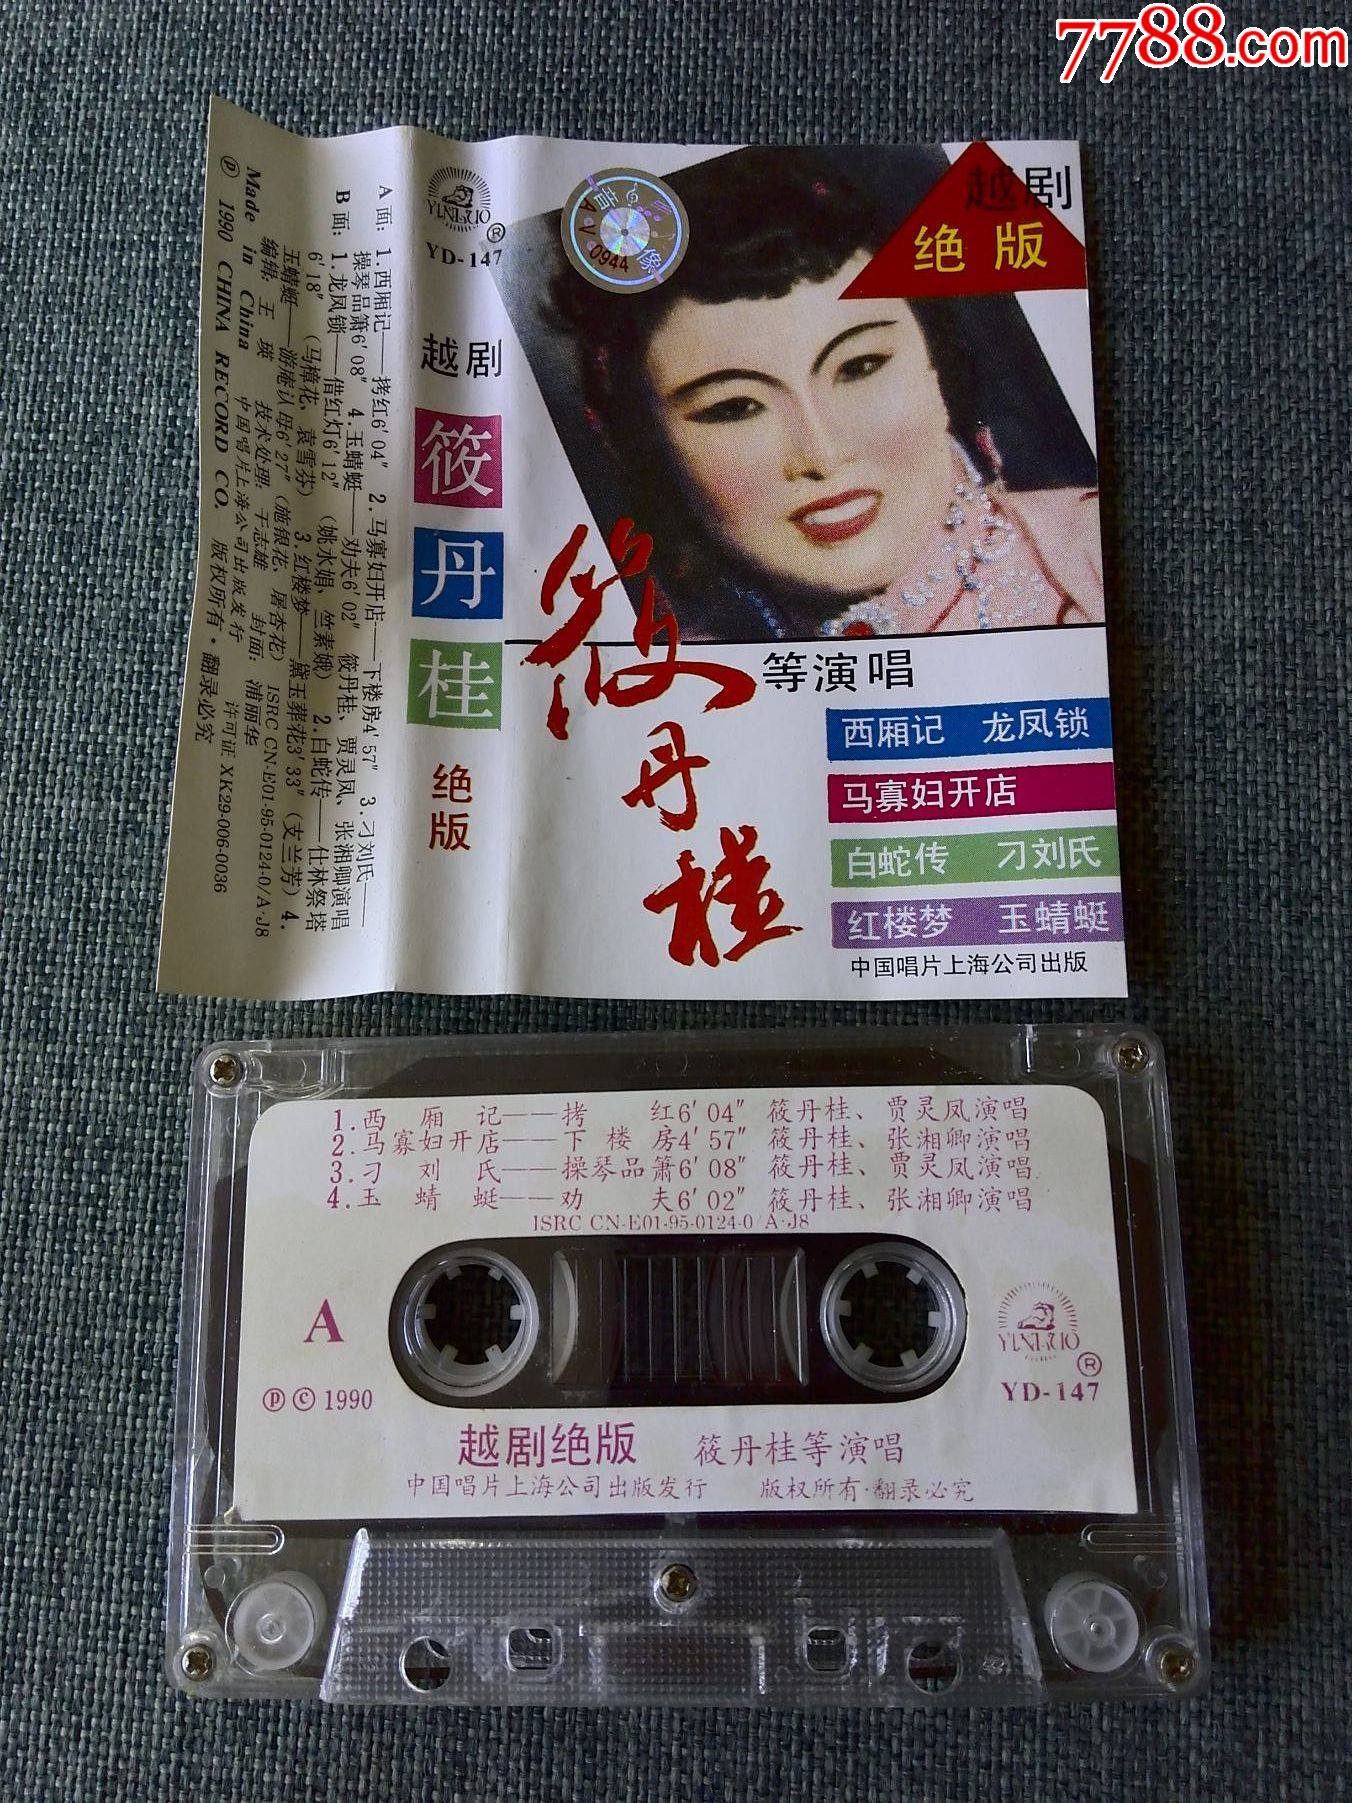 7788.com
越剧
绝版
音像
AV
0944
筱丹桂
等演唱
西厢记 龙凤锁
马寡妇开店
白蛇传 刁刘氏
红楼梦 玉蜻蜓
中国唱片上海公司出版
YINHUO
®
YD-147
越剧
筱丹桂
绝版
A面：1.西厢记——拷红6′04″ 2.马寡妇开店——下楼房4′57″ 3.刁刘氏——
操琴品箫6′08″ 4.玉蜻蜓——劝夫6′02″ 筱丹桂、贾灵凤、张湘卿演唱
B面：1.龙凤锁——借红灯6′12″（姚水娟、竺素娥） 2.白蛇传——仕林祭塔
6′18″（马樟花、袁雪芬） 3.红楼梦——黛玉葬花3′33″（支兰芳）4.
玉蜻蜓——游庵认母6′27″（施银花、屠杏花） ISRC CN-E01-95-0124-0/A·J8
编辑：王瑛 技术处理：于志雄 封面：浦丽华
Made in China 中国唱片上海公司出版发行 许可证 XK29-006-0036
℗ 1990 CHINA RECORD CO. 版权所有·翻录必究
1.西厢记——拷红6′04″ 筱丹桂、贾灵凤演唱
2.马寡妇开店——下楼房4′57″ 筱丹桂、张湘卿演唱
3.刁刘氏——操琴品箫6′08″ 筱丹桂、贾灵凤演唱
4.玉蜻蜓——劝夫6′02″ 筱丹桂、张湘卿演唱
ISRC CN-E01-95-0124-0/A·J8
A
℗ © 1990
®
YD-147
越剧绝版 筱丹桂等演唱
中国唱片上海公司出版发行 版权所有·翻录必究